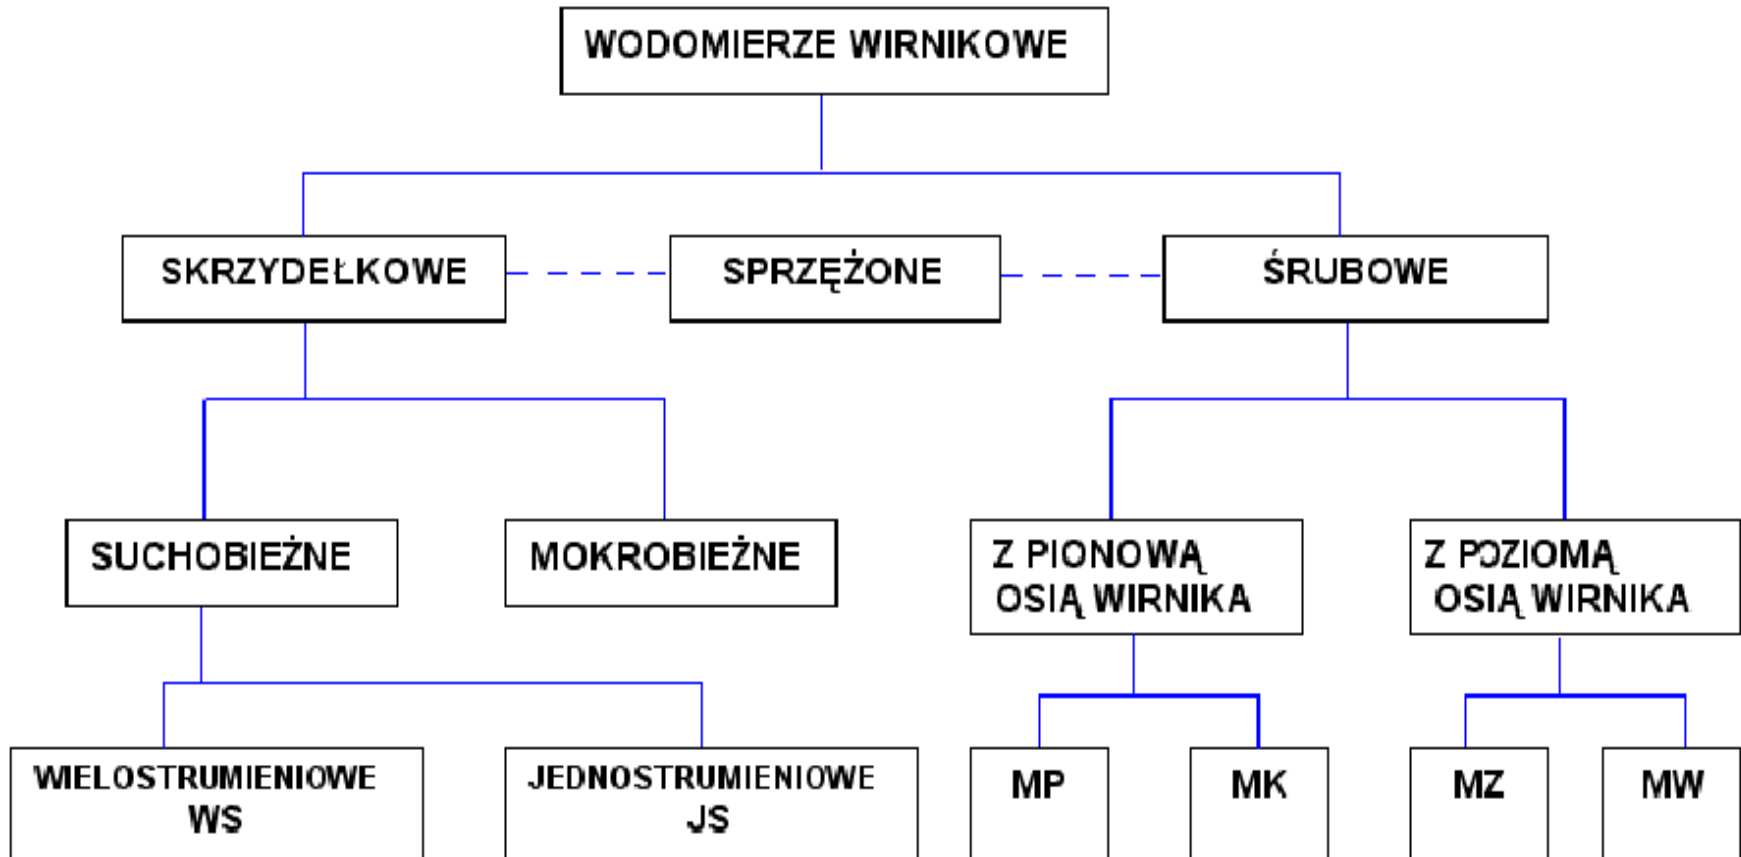 WODOMIERZE WIRNIKOWE
SKRZYDEŁKOWE
SPRZĘŻONE
ŚRUBOWE
SUCHOBIEŻNE
MOKROBIEŻNE
Z PIONOWĄ
OSIĄ WIRNIKA
Z POZIOMĄ
OSIĄ WIRNIKA
WIELOSTRUMIENIOWE
WS
JEDNOSTRUMIENIOWE
JS
MP
MK
MZ
MW